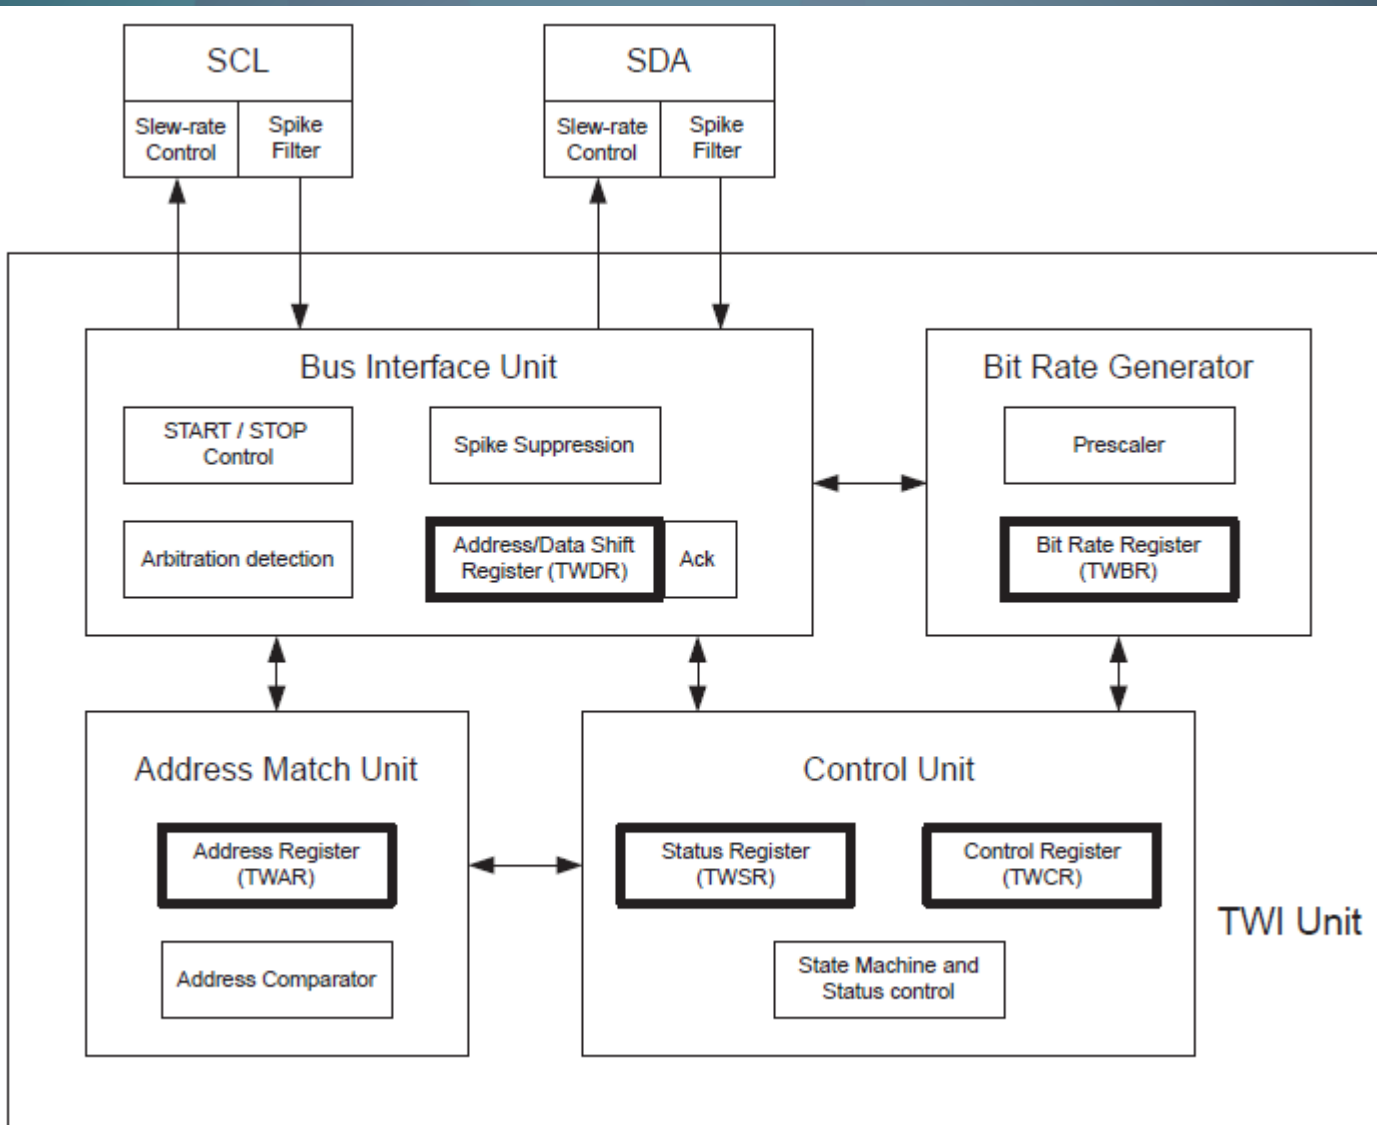 SCL
SDA
Slew-rate
Control
Spike
Filter
Slew-rate
Control
Spike
Filter
Bus Interface Unit
START / STOP
Control
Spike Suppression
Arbitration detection
Address/Data Shift
Register (TWDR)
Ack
Bit Rate Generator
Prescaler
Bit Rate Register
(TWBR)
Address Match Unit
Address Register
(TWAR)
Address Comparator
Control Unit
Status Register
(TWSR)
Control Register
(TWCR)
State Machine and
Status control
TWI Unit